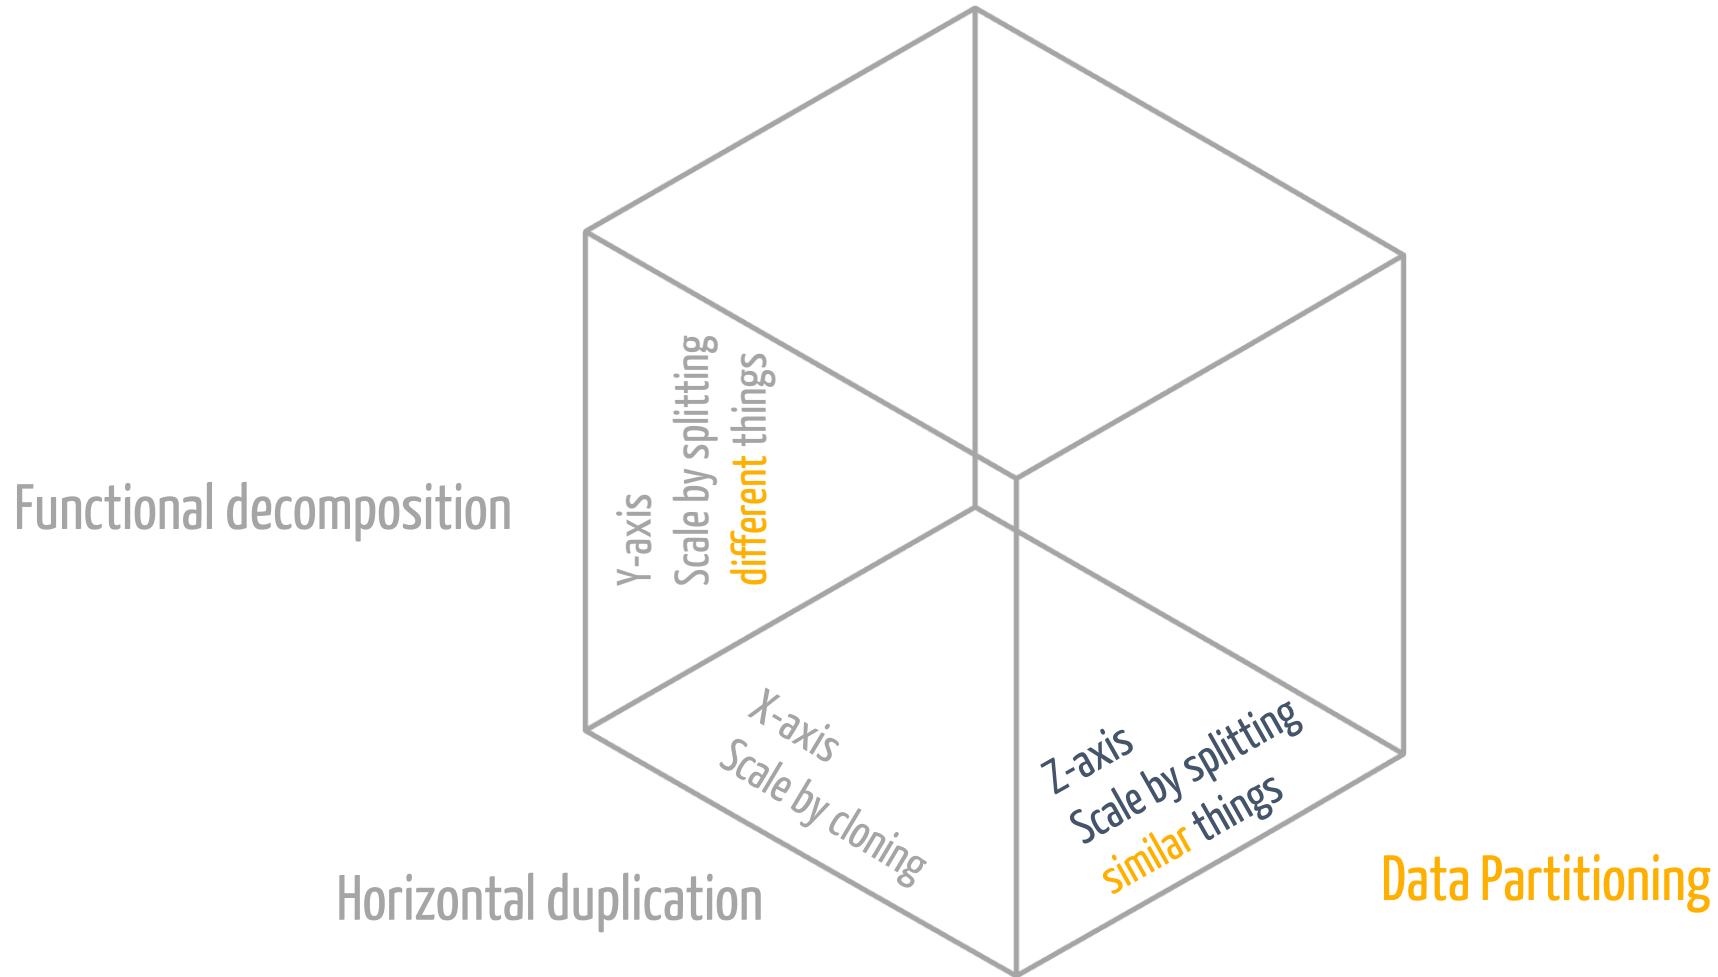 Functional decomposition
Y-axis
Scale by splitting
different things
X-axis
Scale by cloning
Horizontal duplication
Z-axis
Scale by splitting
similar things
Data Partitioning